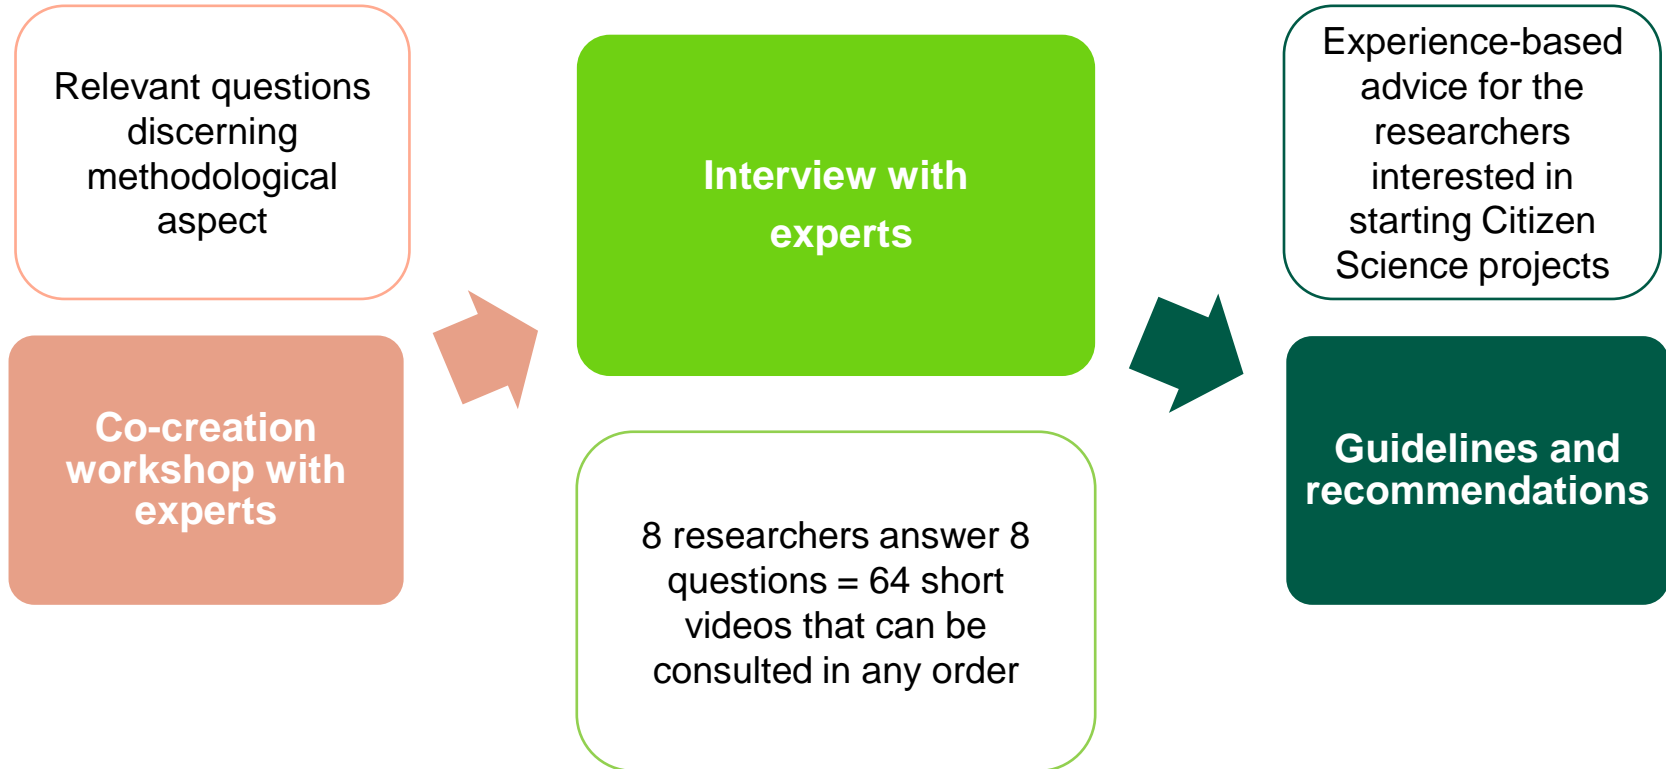 Relevant questions
discerning
methodological
aspect
Co-creation
workshop with
experts
Interview with
experts
8 researchers answer 8
questions = 64 short
videos that can be
consulted in any order
Experience-based
advice for the
researchers
interested in
starting Citizen
Science projects
Guidelines and
recommendations